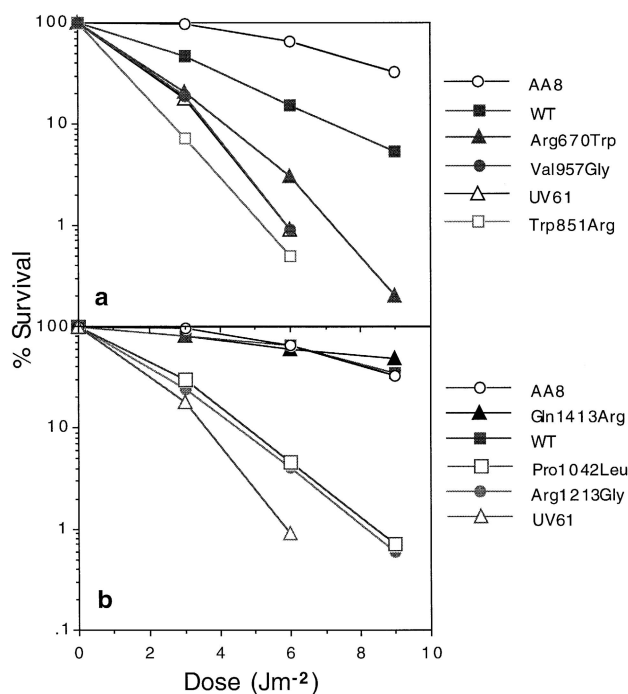 100
10
1
.1
a
AA8
WT
Arg670Trp
Val957Gly
UV61
Trp851Arg
% Survival
100
10
1
.1
b
AA8
Gln1413Arg
WT
Pro1042Leu
Arg1213Gly
UV61
0 2 4 6 8 10
Dose (Jm-2)